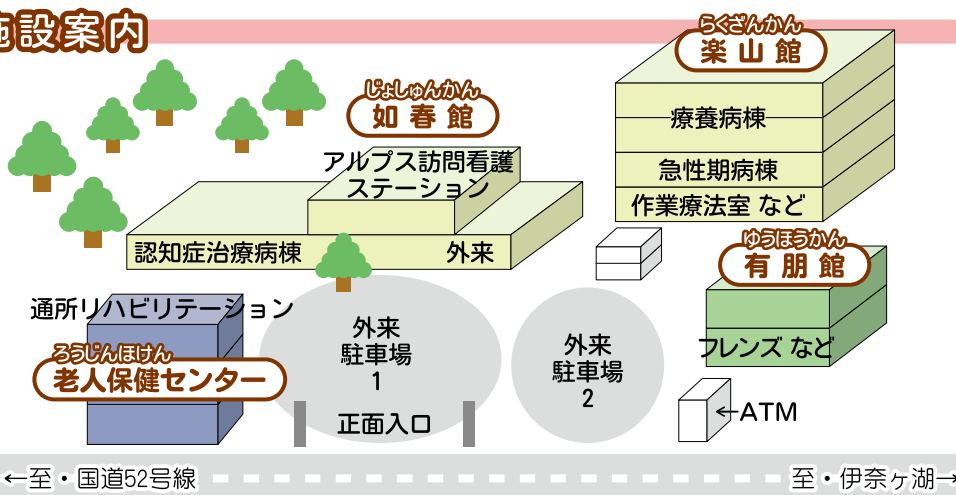 施設案内
らくざんかん
楽山館
療養病棟
急性期病棟
作業療法室 など
じょしゅんかん
如春館
アルプス訪問看護
ステーション
認知症治療病棟
外来
ゆうほうかん
有朋館
フレンズ など
通所リハビリテーション
ろうじんほけん
老人保健センター
外来
駐車場
1
正面入口
外来
駐車場
2
←ATM
←至・国道52号線
至・伊奈ヶ湖→